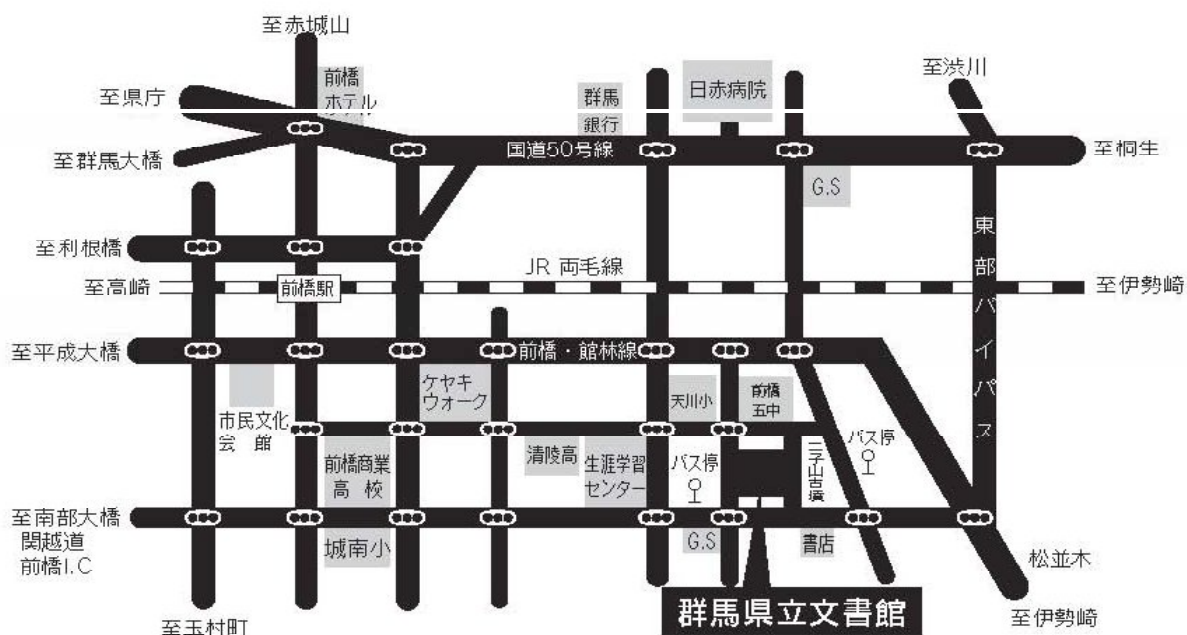 至赤城山
前橋
ホテル
至県庁
至群馬大橋
群馬
銀行
日赤病院
至渋川
国道50号線
至桐生
G.S
至利根橋
東部バイパス
JR 両毛線
至高崎
前橋駅
至伊勢崎
至平成大橋
前橋・館林線
ケヤキ
ウォーク
天川小
前橋
五中
市民文化
会 館
前橋商業
高 校
清陵高
生涯学習
センター
バス停
二子山古墳
バス停
至南部大橋
関越道
前橋I.C
城南小
G.S
書店
松並木
群馬県立文書館
至伊勢崎
至玉村町